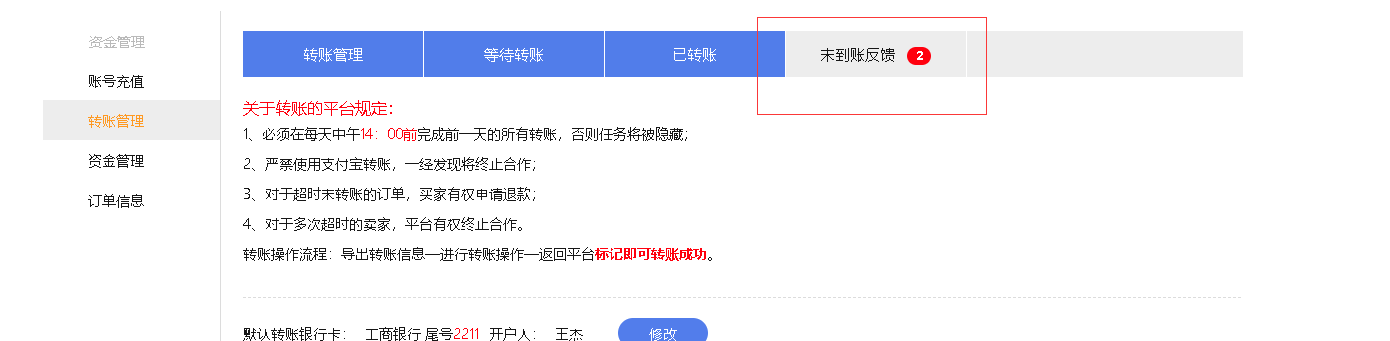 资金管理
账号充值
转账管理
资金管理
订单信息
转账管理 等待转账 已转账 未到账反馈 2
关于转账的平台规定：
1、必须在每天中午14：00前完成前一天的所有转账，否则任务将被隐藏；
2、严禁使用支付宝转账，一经发现将终止合作；
3、对于超时未转账的订单，买家有权申请退款；
4、对于多次超时的卖家，平台有权终止合作。
转账操作流程：导出转账信息—进行转账操作—返回平台标记即可转账成功。
默认转账银行卡： 工商银行 尾号2211 开户人： 王杰 修改